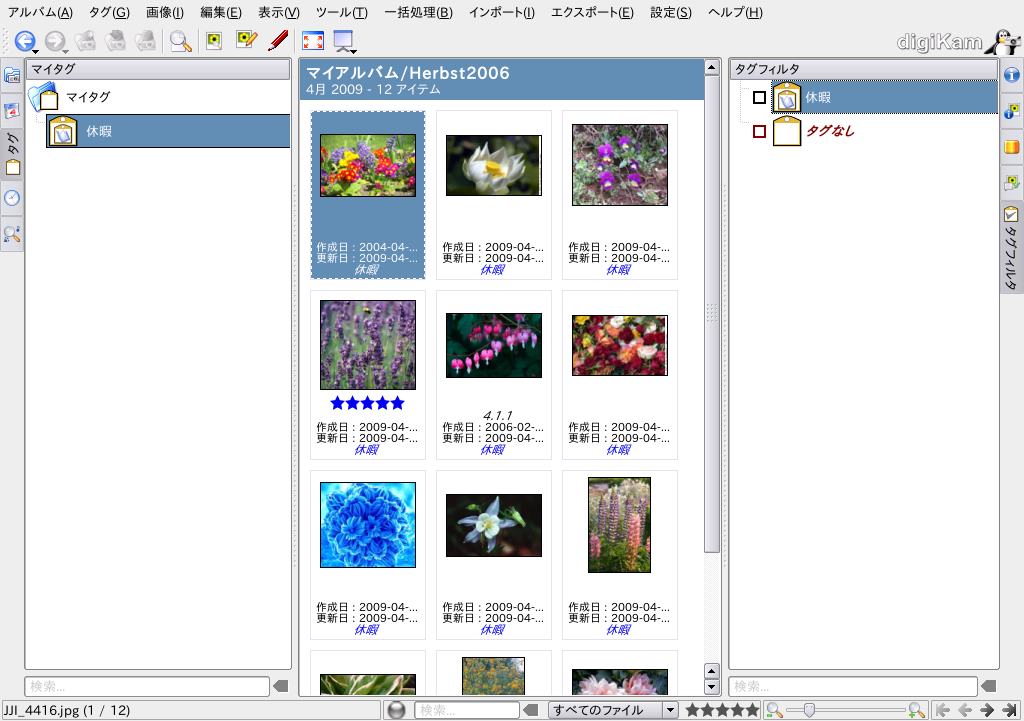 アルバム(A) タグ(G) 画像(I) 編集(E) 表示(V) ツール(T) 一括処理(B) インポート(I) エクスポート(E) 設定(S) ヘルプ(H)
digiKam
マイタグ
マイタグ
休暇
タグ
マイアルバム/Herbst2006
4月 2009 - 12 アイテム
作成日 : 2004-04-...
更新日 : 2009-04-...
休暇
作成日 : 2009-04-...
更新日 : 2009-04-...
休暇
作成日 : 2009-04-...
更新日 : 2009-04-...
休暇
作成日 : 2009-04-...
更新日 : 2009-04-...
休暇
4.1.1
作成日 : 2006-02-...
更新日 : 2009-04-...
休暇
作成日 : 2009-04-...
更新日 : 2009-04-...
休暇
作成日 : 2009-04-...
更新日 : 2009-04-...
休暇
作成日 : 2009-04-...
更新日 : 2009-04-...
休暇
作成日 : 2009-04-...
更新日 : 2009-04-...
休暇
タグフィルタ
休暇
タグなし
タグフィルタ
検索...
検索...
JJI_4416.jpg (1 / 12)
検索...
すべてのファイル